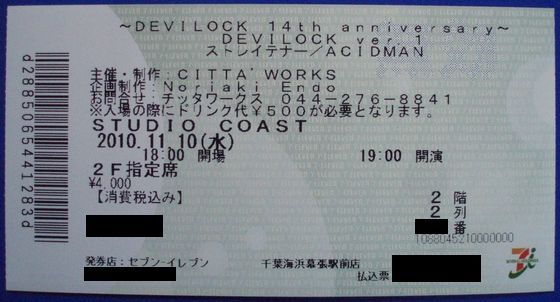 ～DEVILOCK 14th anniversary～
DEVILOCK ver.1
ストレイテナー／ACIDMAN
主催・制作：CITTA'WORKS
企画制作：Noriaki Endo
お問合せ：チッタワークス 044-276-8841
※入場の際にドリンク代￥500が必要となります。
STUDIO COAST
2010.11.10(水)
18:00 開場 19:00 開演
2F指定席
¥4,000
【消費税込み】
2 階
2 列
番
1088045210000000
発券店：セブン-イレブン 千葉海浜幕張駅前店
払込票
d2885065441283d